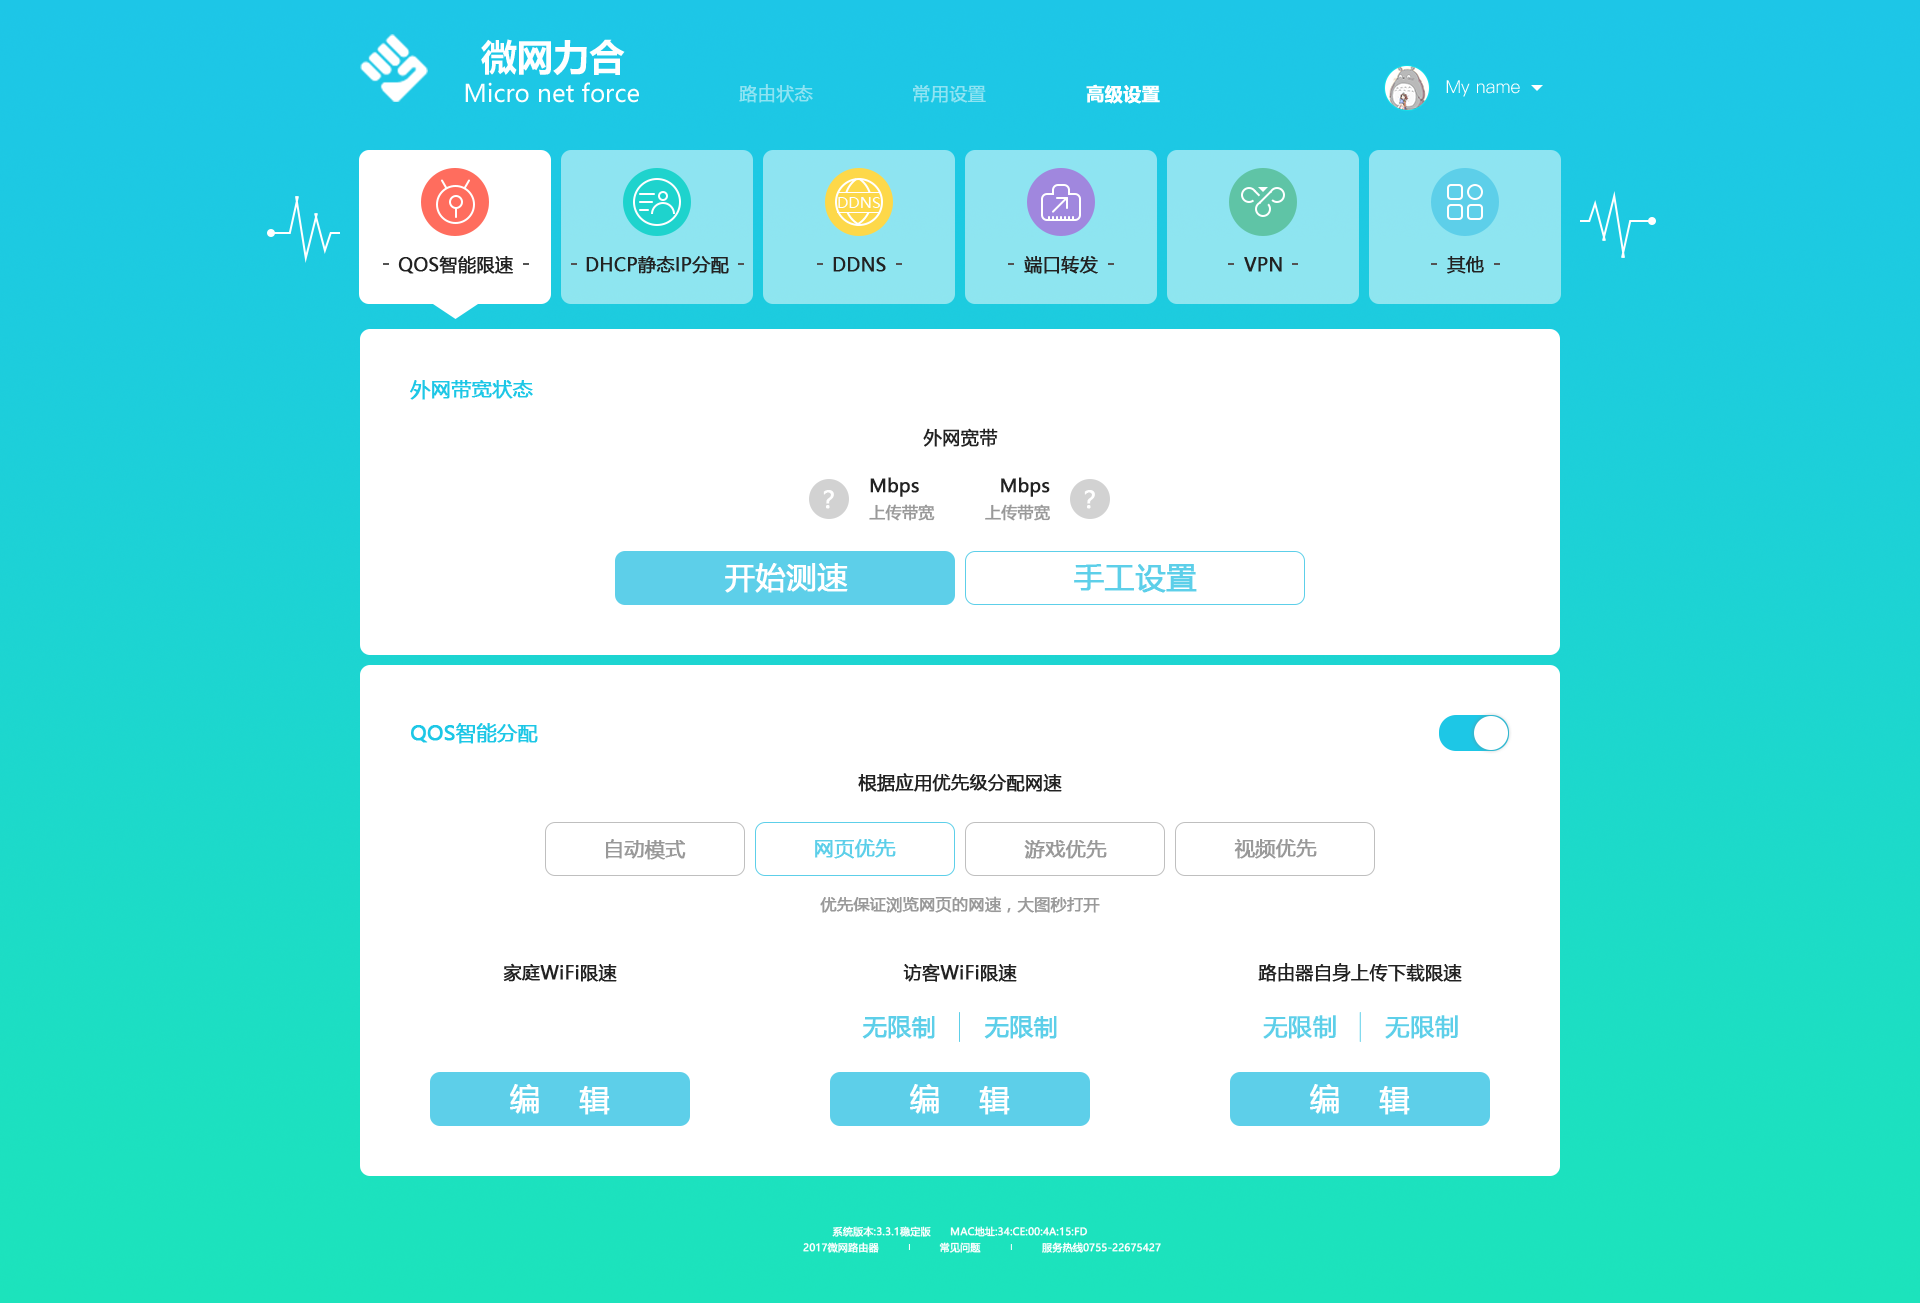 微网力合
Micro net force
路由状态 常用设置 高级设置
My name
- QOS智能限速 - - DHCP静态IP分配 - - DDNS - - 端口转发 - - VPN - - 其他 -
DDNS
外网带宽状态
外网宽带
? Mbps Mbps ?
上传带宽 上传带宽
开始测速 手工设置
QOS智能分配
根据应用优先级分配网速
自动模式 网页优先 游戏优先 视频优先
优先保证浏览网页的网速，大图秒打开
家庭WiFi限速 访客WiFi限速 路由器自身上传下载限速
无限制 | 无限制 无限制 | 无限制
编 辑 编 辑 编 辑
系统版本:3.3.1稳定版 MAC地址:34:CE:00:4A:15:FD
2017微网路由器 | 常见问题 | 服务热线0755-22675427